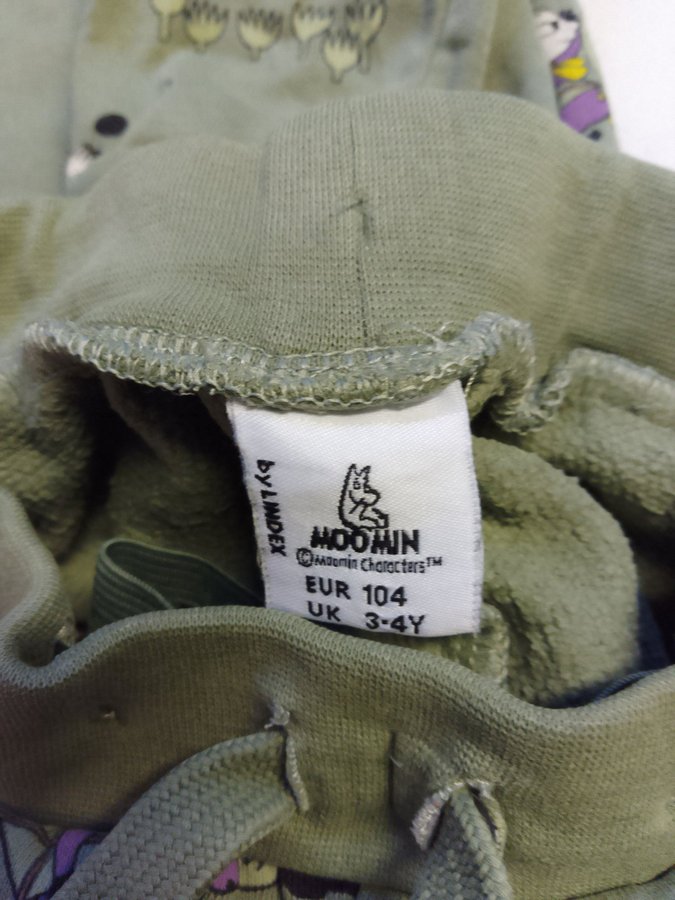 by LINDEX
MOOMIN
©Moomin Characters™
EUR 104
UK 3-4Y